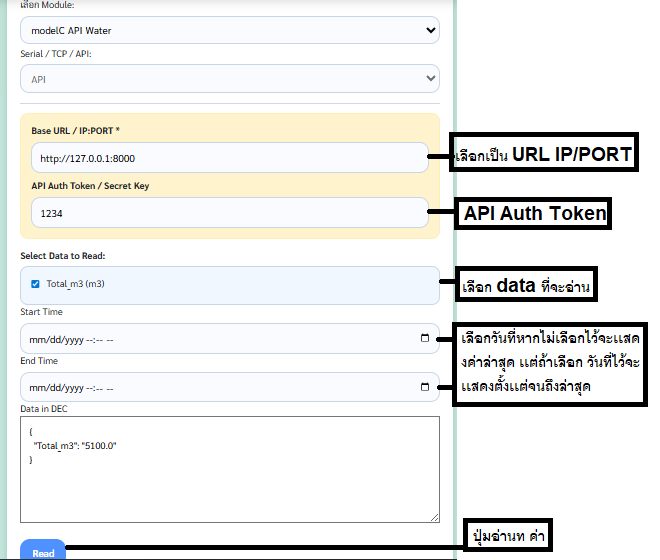 เลือก Module:
modelC API Water
Serial / TCP / API:
API
Base URL / IP:PORT *
http://127.0.0.1:8000
เลือกเป็น URL IP/PORT
API Auth Token / Secret Key
1234
API Auth Token
Select Data to Read:
Total_m3 (m3)
เลือก data ที่จะอ่าน
Start Time
mm/dd/yyyy --:-- --
เลือกวันที่หากไม่เลือกไว้จะแสด
งค่าล่าสุด แต่ถ้าเลือก วันที่ไว้จะ
แสดงตั้งแต่จนถึงล่าสุด
End Time
mm/dd/yyyy --:-- --
Data in DEC
{
"Total_m3": "5100.0"
}
ปุ่มอ่านท ค่า
Read